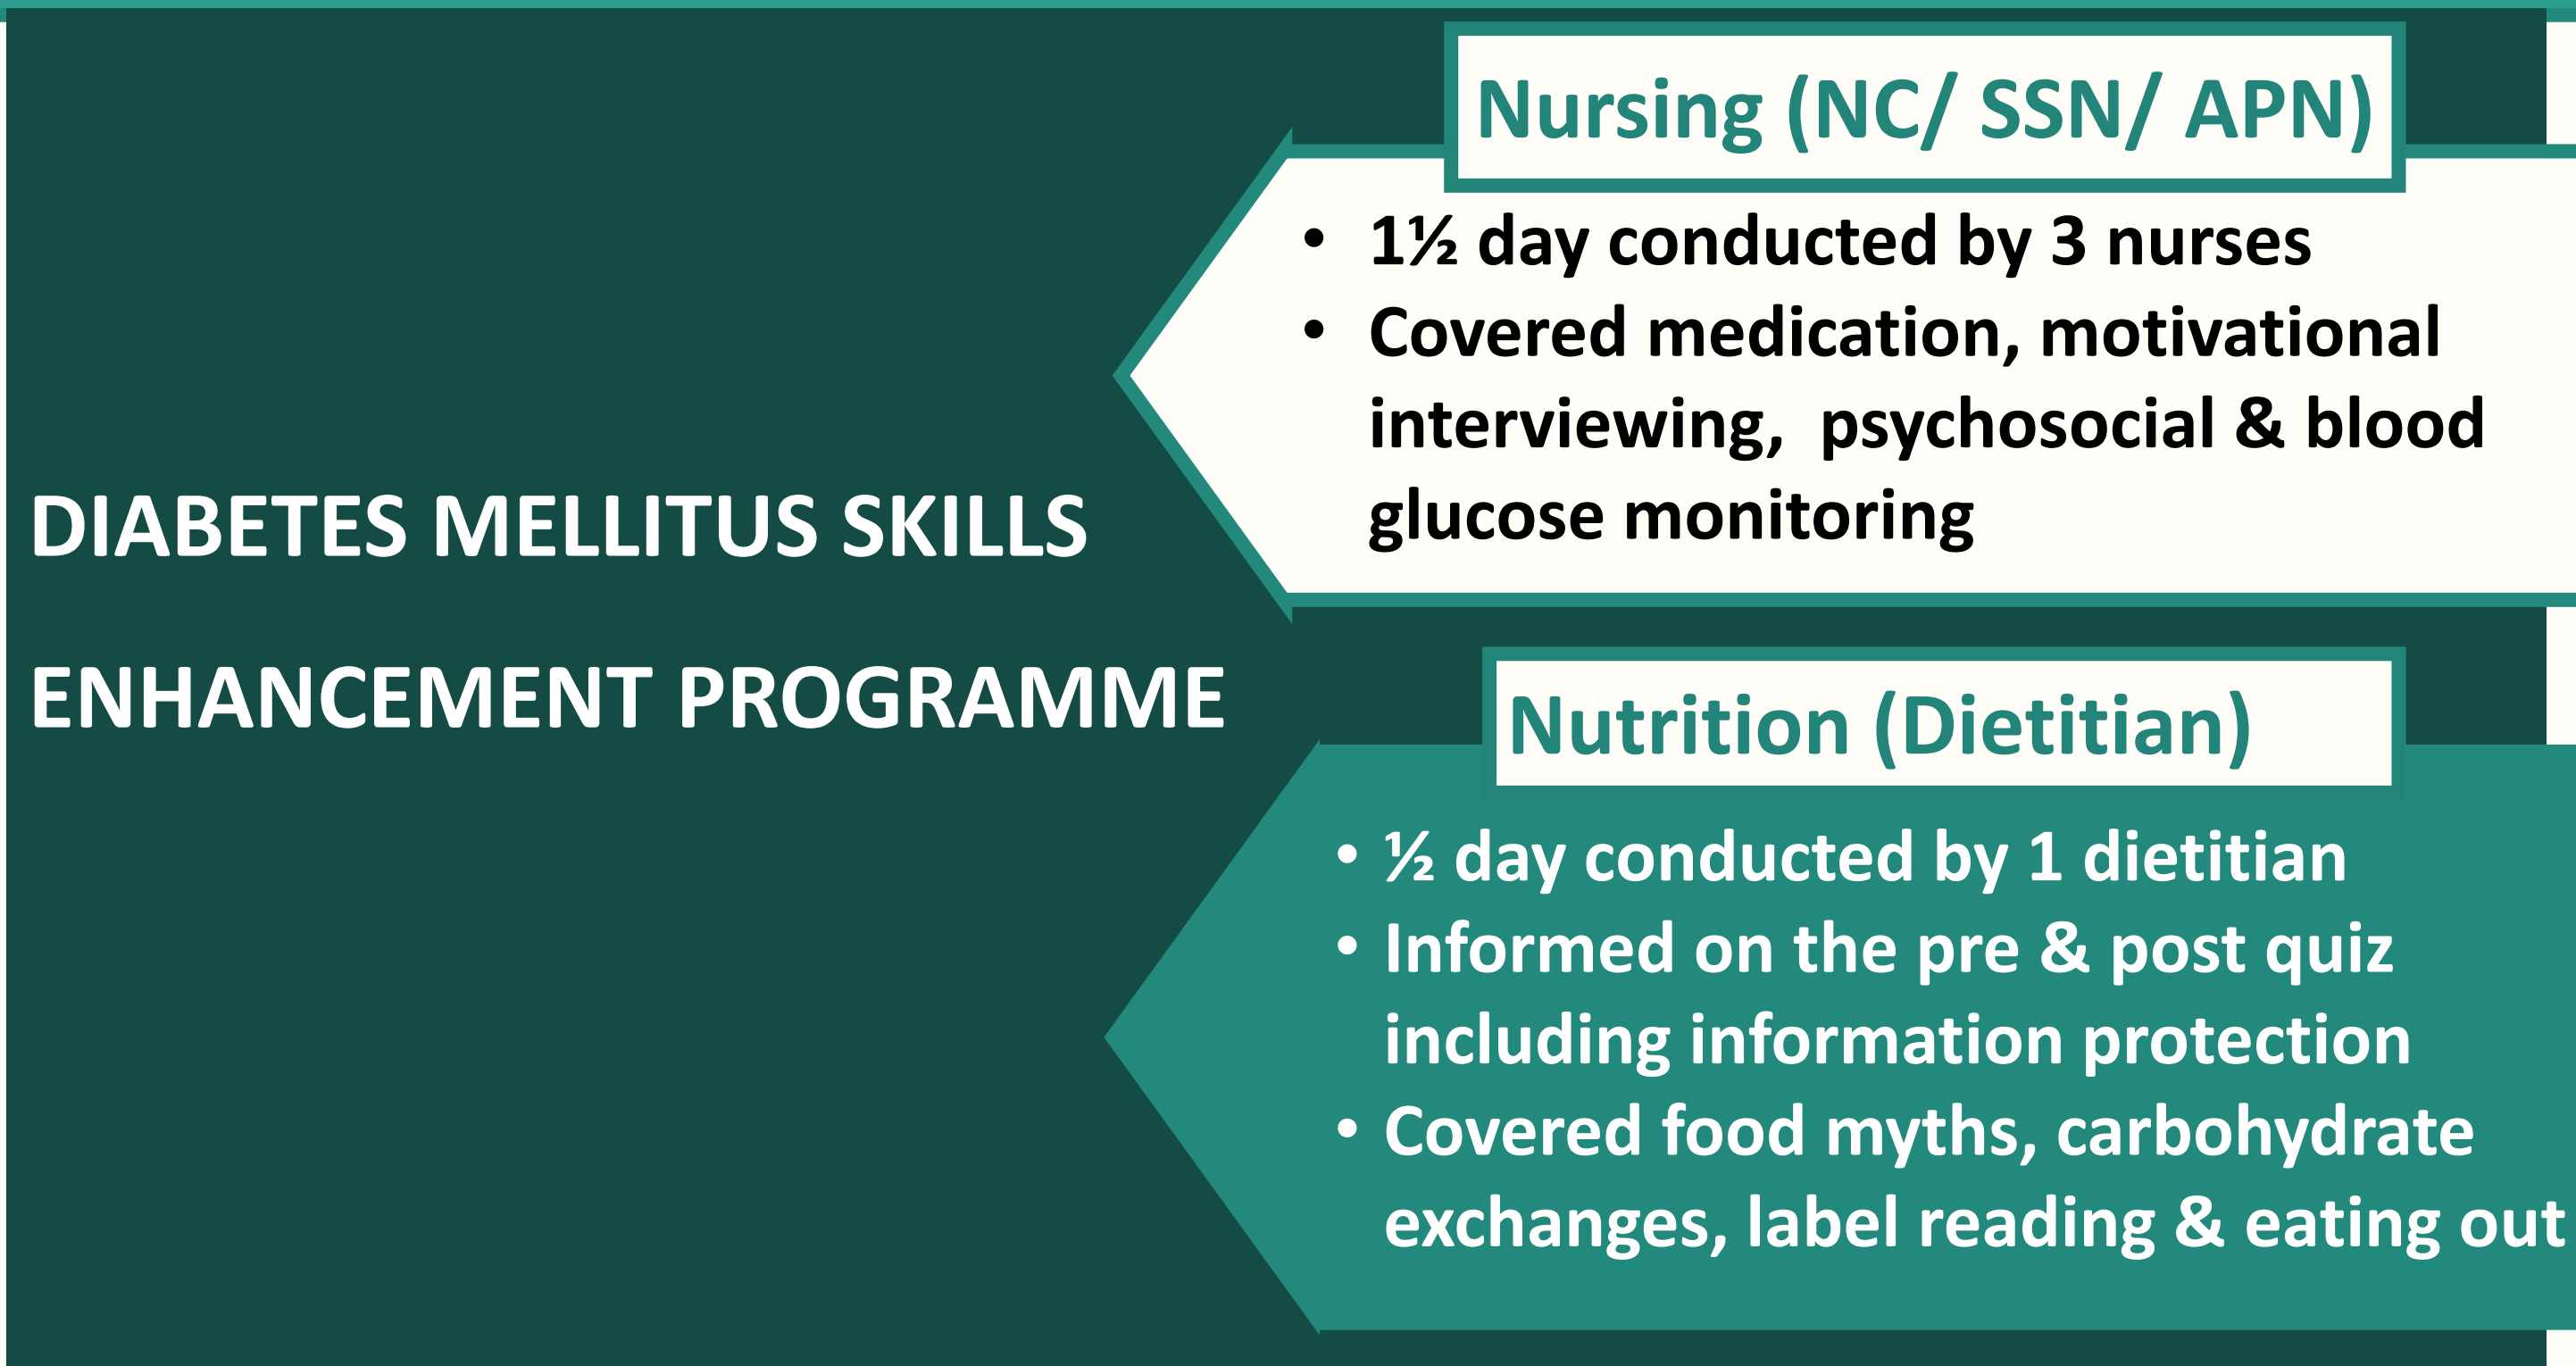 DIABETES MELLITUS SKILLS
ENHANCEMENT PROGRAMME
Nursing (NC/ SSN/ APN)
• 1½ day conducted by 3 nurses
• Covered medication, motivational
interviewing,  psychosocial & blood
glucose monitoring
Nutrition (Dietitian)
• ½ day conducted by 1 dietitian
• Informed on the pre & post quiz
including information protection
• Covered food myths, carbohydrate
exchanges, label reading & eating out